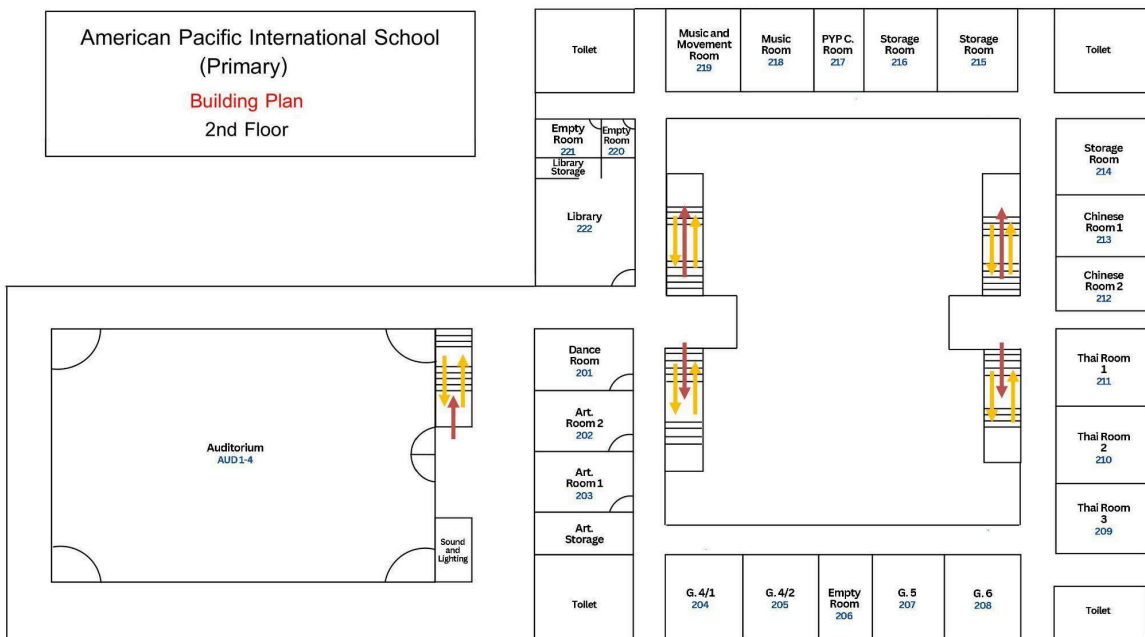 American Pacific International School
(Primary)
Building Plan
2nd Floor
Toilet
Music and
Movement
Room
219
Music
Room
218
PYP C.
Room
217
Storage
Room
216
Storage
Room
215
Toilet
Empty
Room
221
Empty
Room
220
Library
Storage
Library
222
Storage
Room
214
Chinese
Room 1
213
Chinese
Room 2
212
Dance
Room
201
Art.
Room 2
202
Art.
Room 1
203
Art.
Storage
Thai Room
1
211
Thai Room
2
210
Thai Room
3
209
Auditorium
AUD 1-4
Sound
and
Lighting
Toilet
G. 4/1
204
G. 4/2
205
Empty
Room
206
G. 5
207
G. 6
208
Toilet